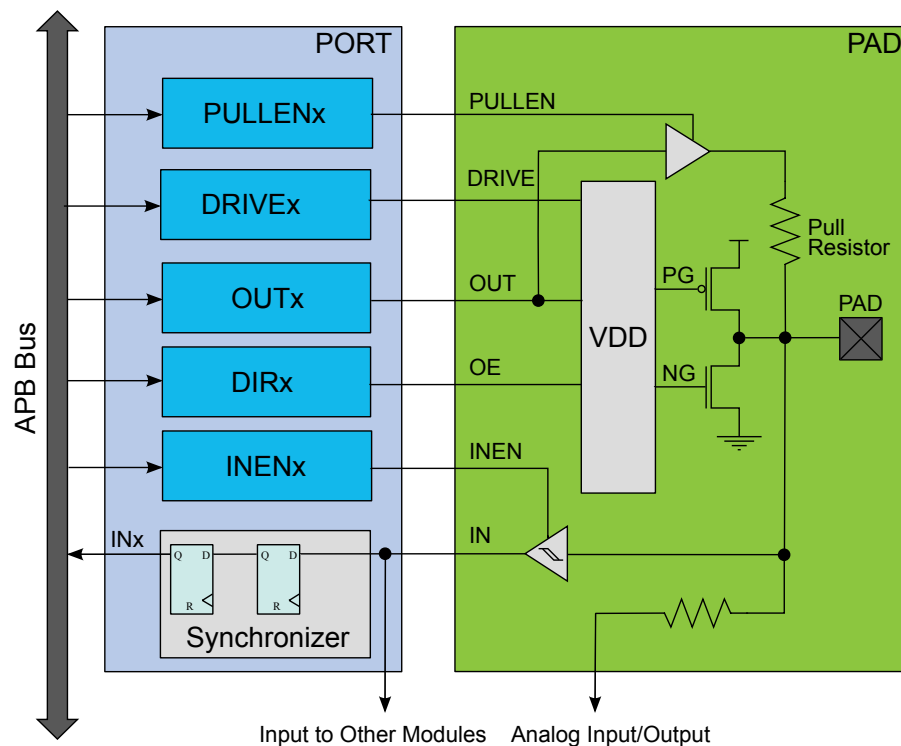 PORT
PAD
APB Bus
PULLENx
PULLEN
DRIVEx
DRIVE
Pull
Resistor
OUTx
OUT
PG
PAD
VDD
DIRx
OE
NG
INENx
INEN
INx
IN
Q D
Q D
R
R
Synchronizer
Input to Other Modules
Analog Input/Output